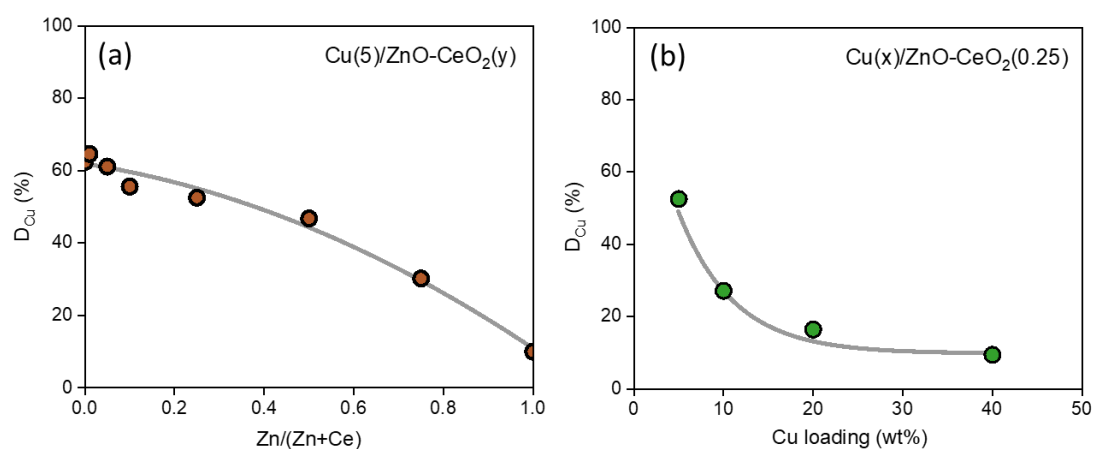 (a)
Cu(5)/ZnO-CeO₂(y)
D_Cu (%)
100
80
60
40
20
0
0.0 0.2 0.4 0.6 0.8 1.0
Zn/(Zn+Ce)
(b)
Cu(x)/ZnO-CeO₂(0.25)
D_Cu (%)
100
80
60
40
20
0
0 10 20 30 40 50
Cu loading (wt%)